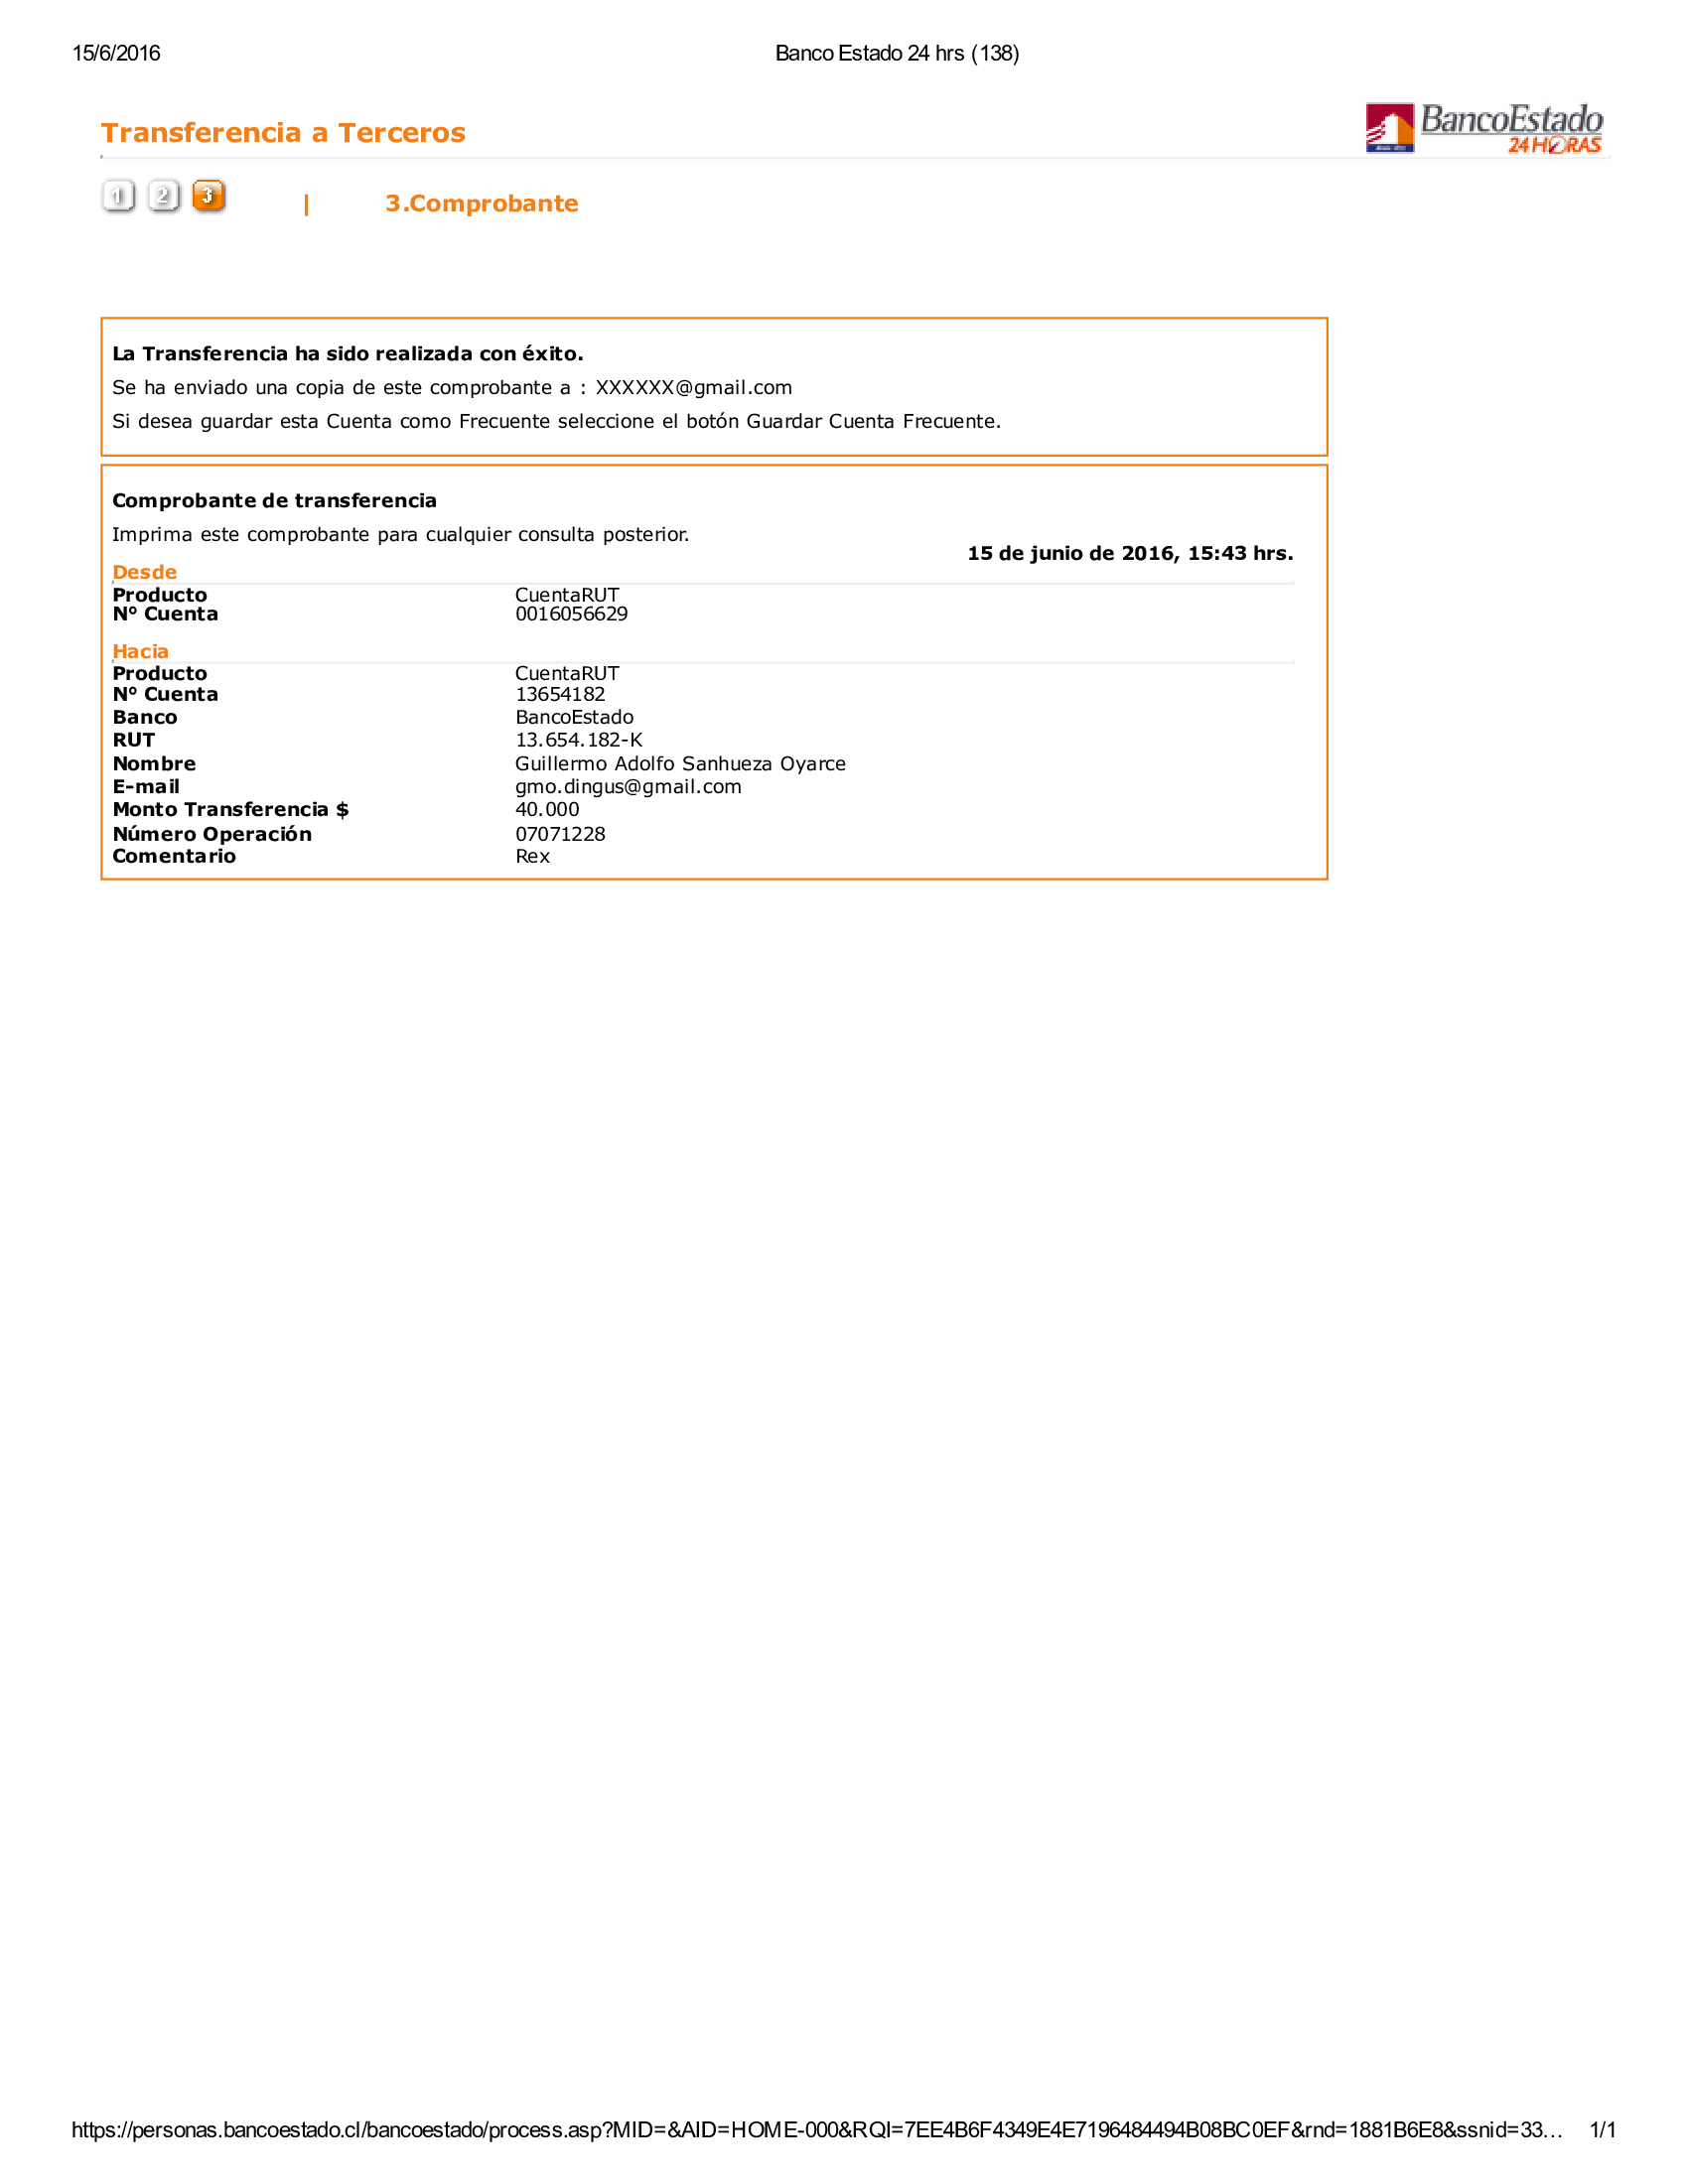 15/6/2016 Banco Estado 24 hrs (138)
Transferencia a Terceros
BancoEstado
24 HORAS
1 2 3 | 3.Comprobante
La Transferencia ha sido realizada con éxito.
Se ha enviado una copia de este comprobante a : XXXXXX@gmail.com
Si desea guardar esta Cuenta como Frecuente seleccione el botón Guardar Cuenta Frecuente.
Comprobante de transferencia
Imprima este comprobante para cualquier consulta posterior.
15 de junio de 2016, 15:43 hrs.
Desde
Producto CuentaRUT
Nº Cuenta 0016056629
Hacia
Producto CuentaRUT
Nº Cuenta 13654182
Banco BancoEstado
RUT 13.654.182-K
Nombre Guillermo Adolfo Sanhueza Oyarce
E-mail gmo.dingus@gmail.com
Monto Transferencia $ 40.000
Número Operación 07071228
Comentario Rex
https://personas.bancoestado.cl/bancoestado/process.asp?MID=&AID=HOME-000&RQI=7EE4B6F4349E4E7196484494B08BC0EF&rnd=1881B6E8&ssnid=33… 1/1